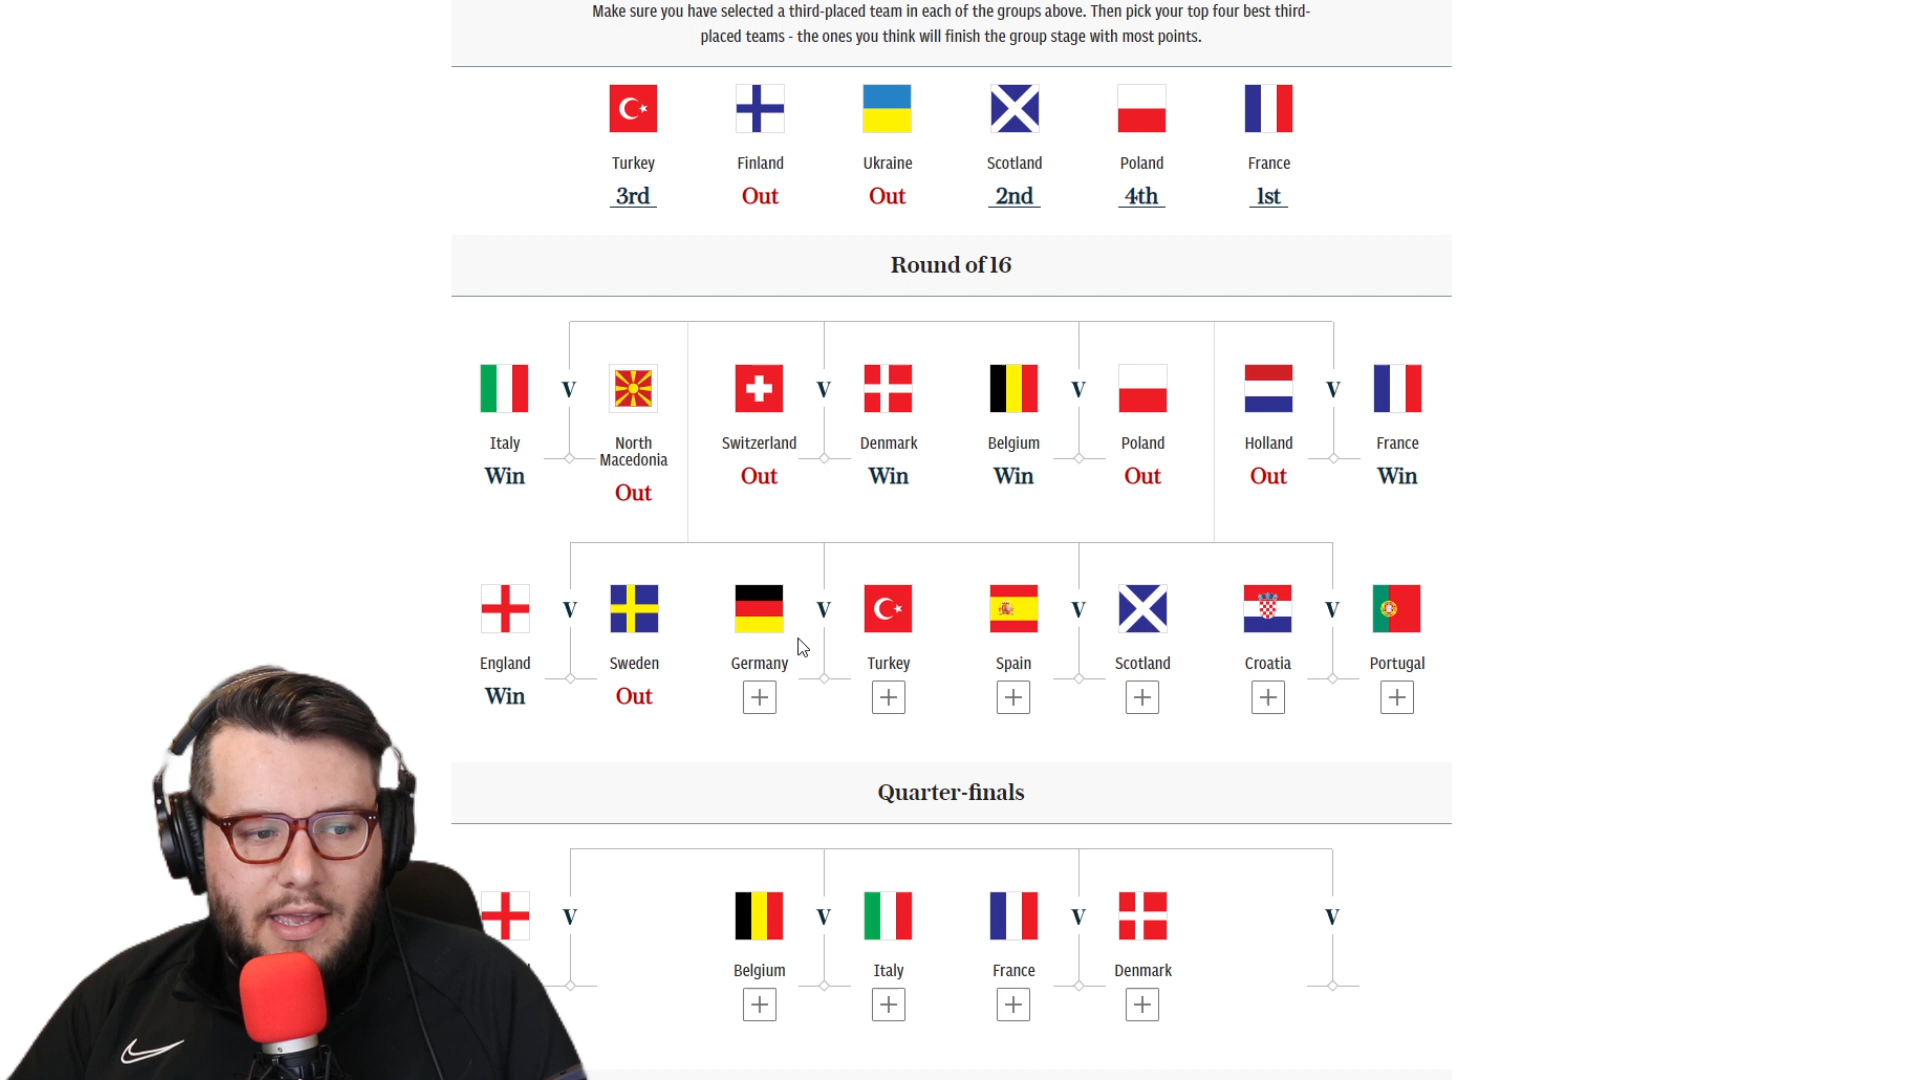 Make sure you have selected a third-placed team in each of the groups above. Then pick your top four best third-
placed teams - the ones you think will finish the group stage with most points.
Turkey Finland Ukraine Scotland Poland France
3rd Out Out 2nd 4th 1st
Round of 16
V V V V
Italy North Macedonia Switzerland Denmark Belgium Poland Holland France
Win Out Out Win Win Out Out Win
V V V V
England Sweden Germany Turkey Spain Scotland Croatia Portugal
Win Out
Quarter-finals
V V V V
Belgium Italy France Denmark